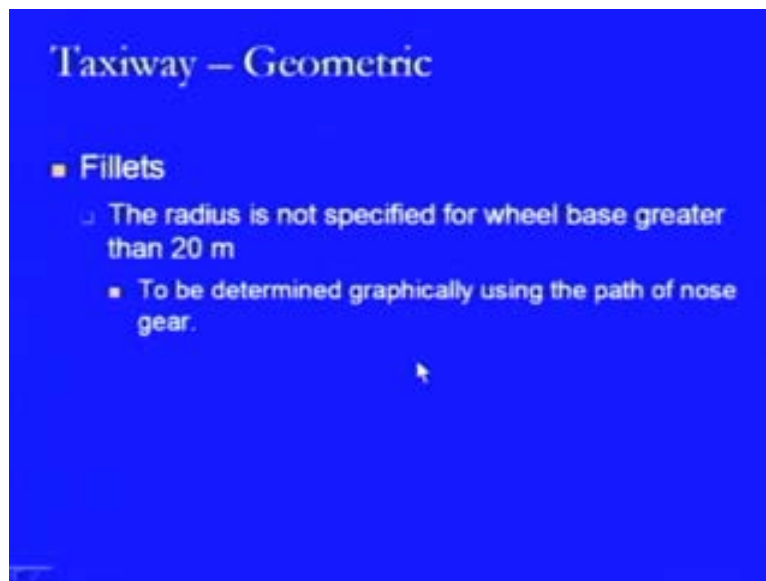 Taxiway – Geometric
Fillets
The radius is not specified for wheel base greater
than 20 m
To be determined graphically using the path of nose
gear.